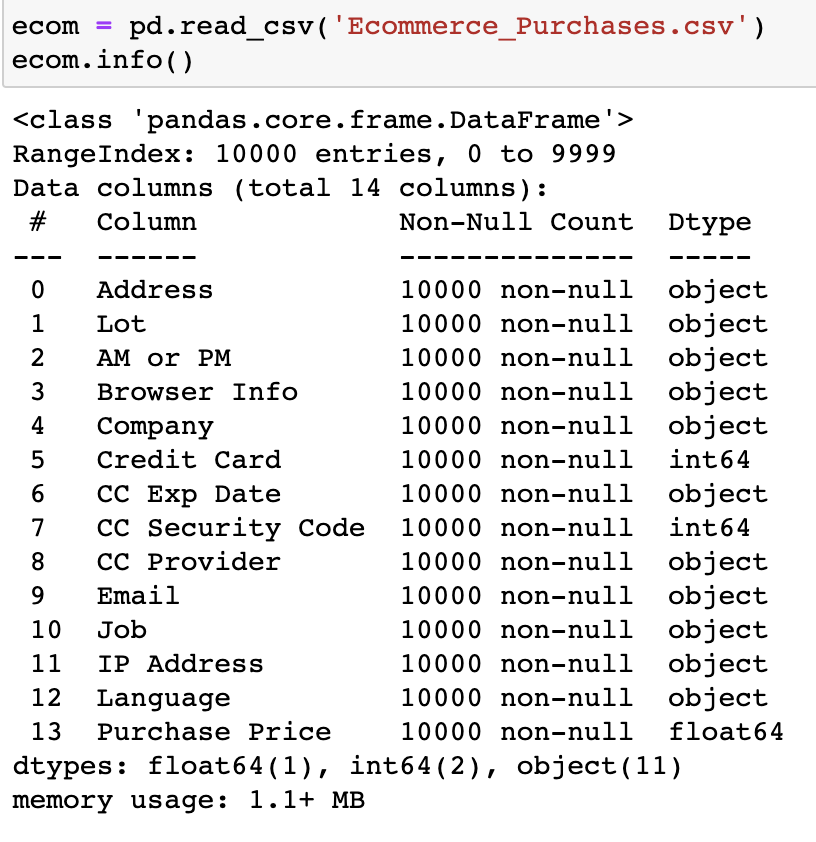 ecom = pd.read_csv('Ecommerce_Purchases.csv')
ecom.info()
<class 'pandas.core.frame.DataFrame'>
RangeIndex: 10000 entries, 0 to 9999
Data columns (total 14 columns):
 #   Column            Non-Null Count  Dtype
---  ------            --------------  -----
 0   Address           10000 non-null  object
 1   Lot               10000 non-null  object
 2   AM or PM          10000 non-null  object
 3   Browser Info      10000 non-null  object
 4   Company           10000 non-null  object
 5   Credit Card       10000 non-null  int64
 6   CC Exp Date       10000 non-null  object
 7   CC Security Code  10000 non-null  int64
 8   CC Provider       10000 non-null  object
 9   Email             10000 non-null  object
 10  Job               10000 non-null  object
 11  IP Address        10000 non-null  object
 12  Language          10000 non-null  object
 13  Purchase Price    10000 non-null  float64
dtypes: float64(1), int64(2), object(11)
memory usage: 1.1+ MB